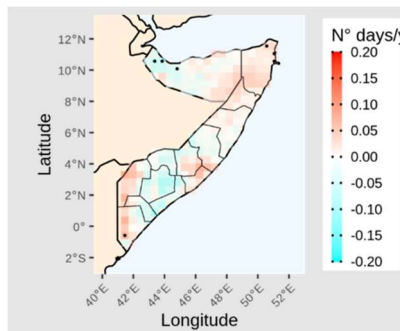 N° days/y
12°N
10°N
8°N
6°N
4°N
2°N
0°
2°S
Latitude
0.20
0.15
0.10
0.05
0.00
-0.05
-0.10
-0.15
-0.20
40°E
42°E
44°E
46°E
48°E
50°E
52°E
Longitude